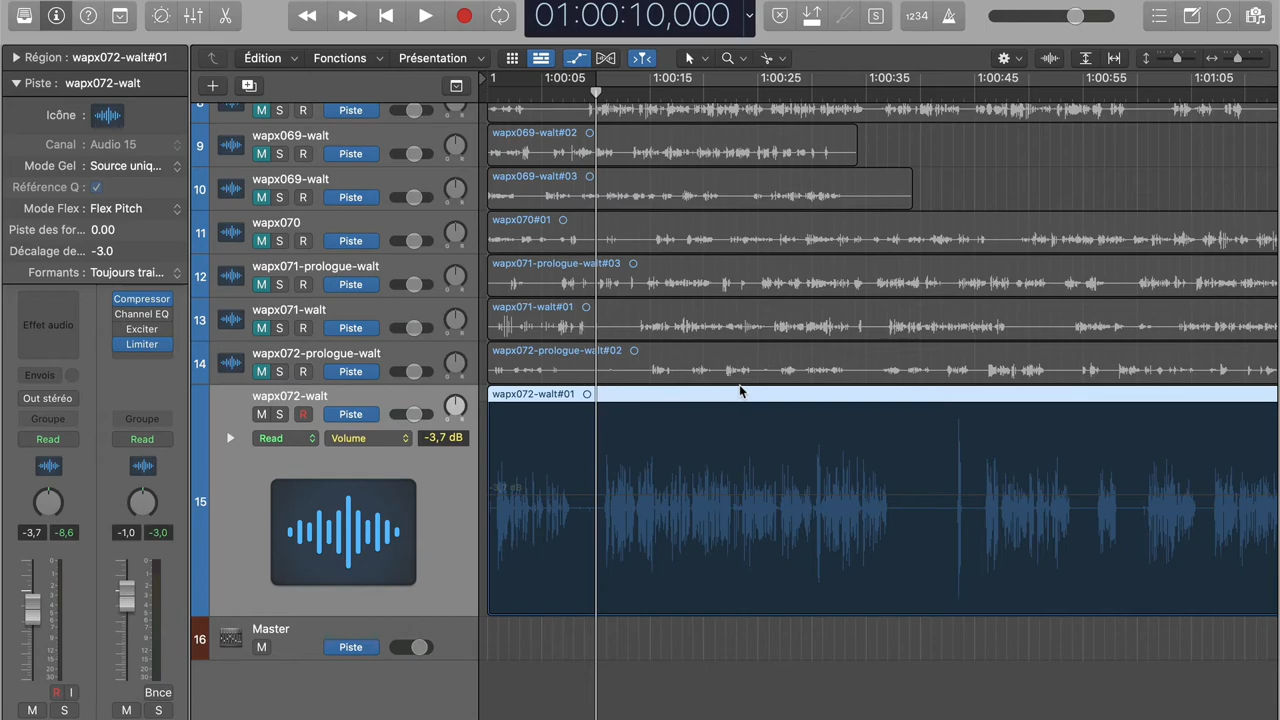 01:00:10,000
1234
Région : wapx072-walt#01
Piste : wapx072-walt
Icône :
Canal : Audio 15
Mode Gel : Source uniq...
Référence Q :
Mode Flex : Flex Pitch
Piste des for... 0.00
Décalage de... -3.0
Formants : Toujours trai...
Effet audio
Compressor
Channel EQ
Exciter
Limiter
Envois
Out stéréo
Groupe Groupe
Read Read
-3,7 -8,6 -1,0 -3,0
R I Bnce
M S M S
Édition Fonctions Présentation
1 1:00:05 1:00:15 1:00:25 1:00:35 1:00:45 1:00:55 1:01:05
8 M S R Piste
9 wapx069-walt
M S R Piste
wapx069-walt#02
10 wapx069-walt
M S R Piste
wapx069-walt#03
11 wapx070
M S R Piste
wapx070#01
12 wapx071-prologue-walt
M S R Piste
wapx071-prologue-walt#03
13 wapx071-walt
M S R Piste
wapx071-walt#01
14 wapx072-prologue-walt
M S R Piste
wapx072-prologue-walt#02
15 wapx072-walt
M S R Piste
Read Volume -3,7 dB
wapx072-walt#01
-3,7 dB
16 Master
M Piste